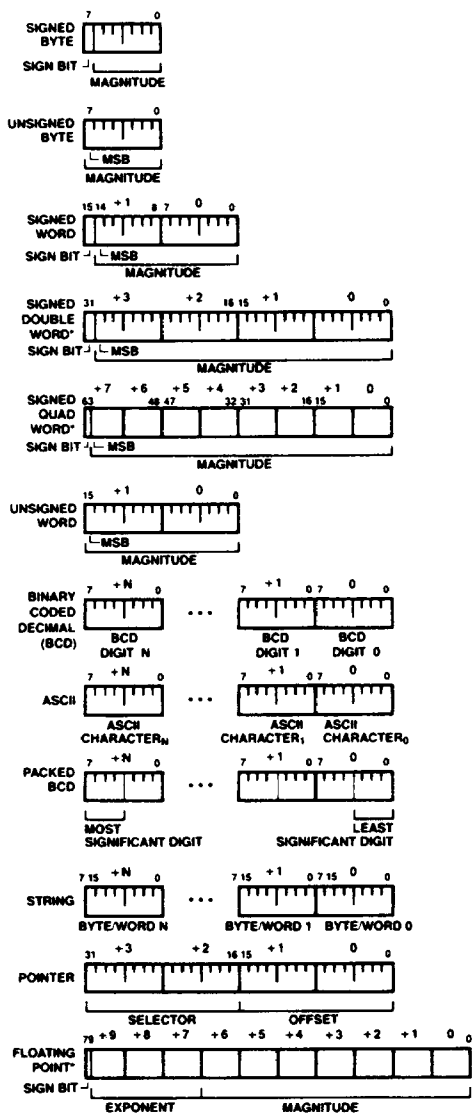 7 0
SIGNED
BYTE
SIGN BIT
MAGNITUDE
7 0
UNSIGNED
BYTE
MSB
MAGNITUDE
15 14 +1 8 7 0 0
SIGNED
WORD
SIGN BIT MSB
MAGNITUDE
31 +3 +2 16 15 +1 0 0
SIGNED
DOUBLE
WORD*
SIGN BIT MSB
MAGNITUDE
+7 +6 +5 +4 +3 +2 +1 0
63 48 47 32 31 16 15 0
SIGNED
QUAD
WORD*
SIGN BIT MSB
MAGNITUDE
15 +1 0 0
UNSIGNED
WORD
MSB
MAGNITUDE
7 +N 0 7 +1 0 7 0 0
BINARY
CODED
DECIMAL
(BCD)
• • •
BCD BCD BCD
DIGIT N DIGIT 1 DIGIT 0
7 +N 0 7 +1 0 7 0 0
ASCII • • •
ASCII ASCII ASCII
CHARACTERN CHARACTER1 CHARACTER0
7 +N 0 7 +1 0 7 0 0
PACKED
BCD
• • •
MOST LEAST
SIGNIFICANT DIGIT SIGNIFICANT DIGIT
7 15 +N 0 7 15 +1 0 7 15 0 0
STRING • • •
BYTE/WORD N BYTE/WORD 1 BYTE/WORD 0
31 +3 +2 16 15 +1 0 0
POINTER
SELECTOR OFFSET
79 +9 +8 +7 +6 +5 +4 +3 +2 +1 0 0
FLOATING
POINT*
SIGN BIT
EXPONENT MAGNITUDE